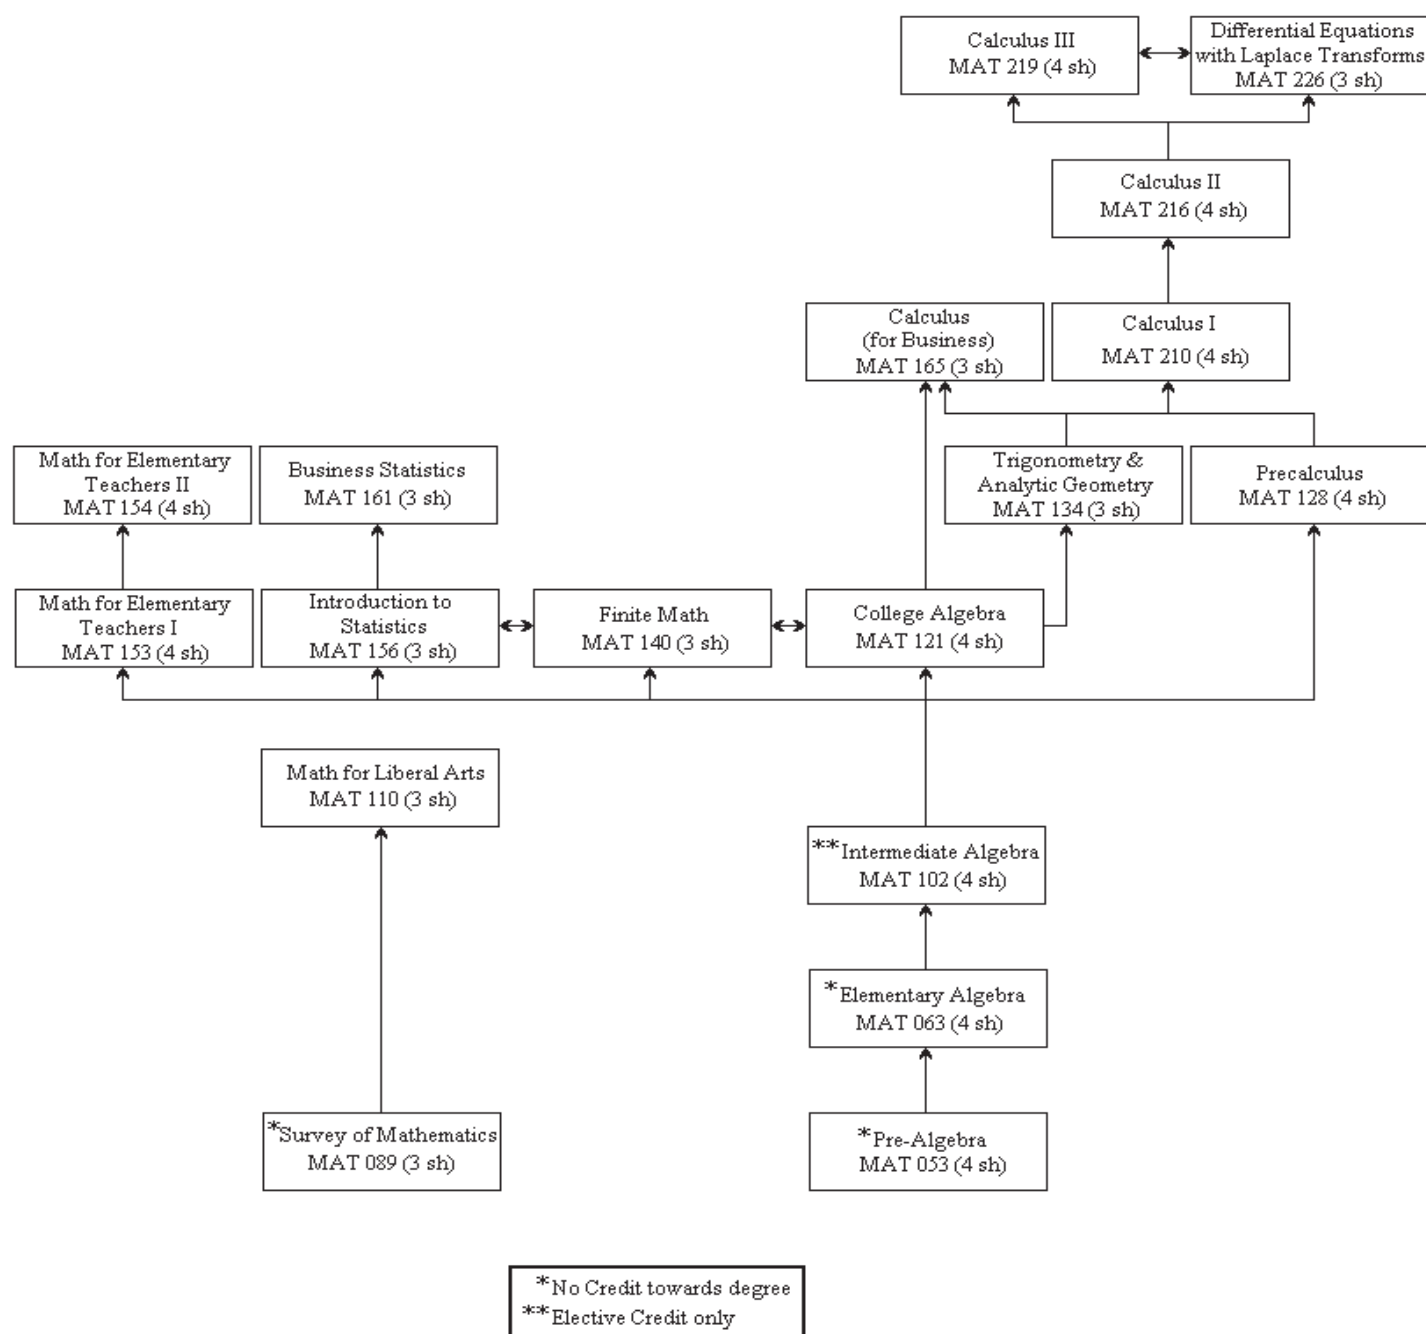 Calculus III
MAT 219 (4 sh)
Differential Equations
with Laplace Transforms
MAT 226 (3 sh)
Calculus II
MAT 216 (4 sh)
Calculus
(for Business)
MAT 165 (3 sh)
Calculus I
MAT 210 (4 sh)
Math for Elementary
Teachers II
MAT 154 (4 sh)
Business Statistics
MAT 161 (3 sh)
Trigonometry &
Analytic Geometry
MAT 134 (3 sh)
Precalculus
MAT 128 (4 sh)
Math for Elementary
Teachers I
MAT 153 (4 sh)
Introduction to
Statistics
MAT 156 (3 sh)
Finite Math
MAT 140 (3 sh)
College Algebra
MAT 121 (4 sh)
Math for Liberal Arts
MAT 110 (3 sh)
**Intermediate Algebra
MAT 102 (4 sh)
*Elementary Algebra
MAT 063 (4 sh)
*Survey of Mathematics
MAT 089 (3 sh)
*Pre-Algebra
MAT 053 (4 sh)
*No Credit towards degree
**Elective Credit only